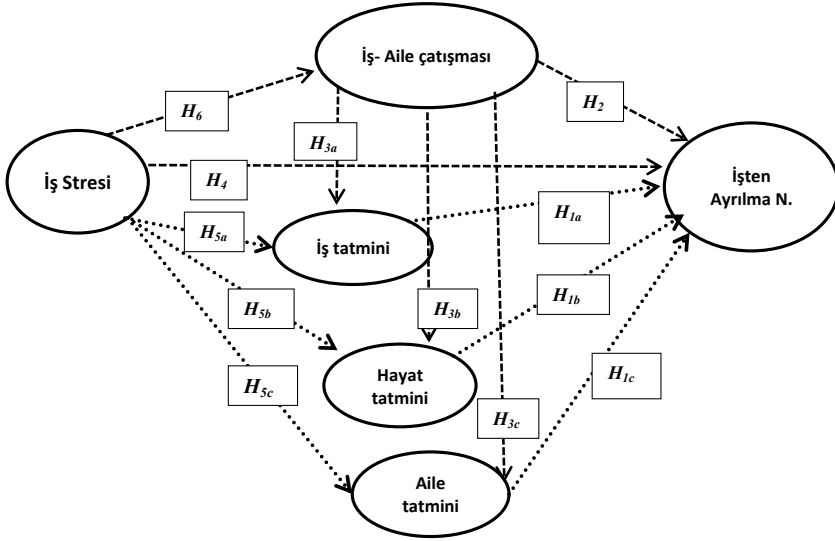 İş- Aile çatışması
H6
H2
H3a
İş Stresi
H4
İşten
Ayrılma N.
H5a
H1a
İş tatmini
H5b
H3b
H1b
Hayat
tatmini
H5c
H1c
H3c
Aile
tatmini